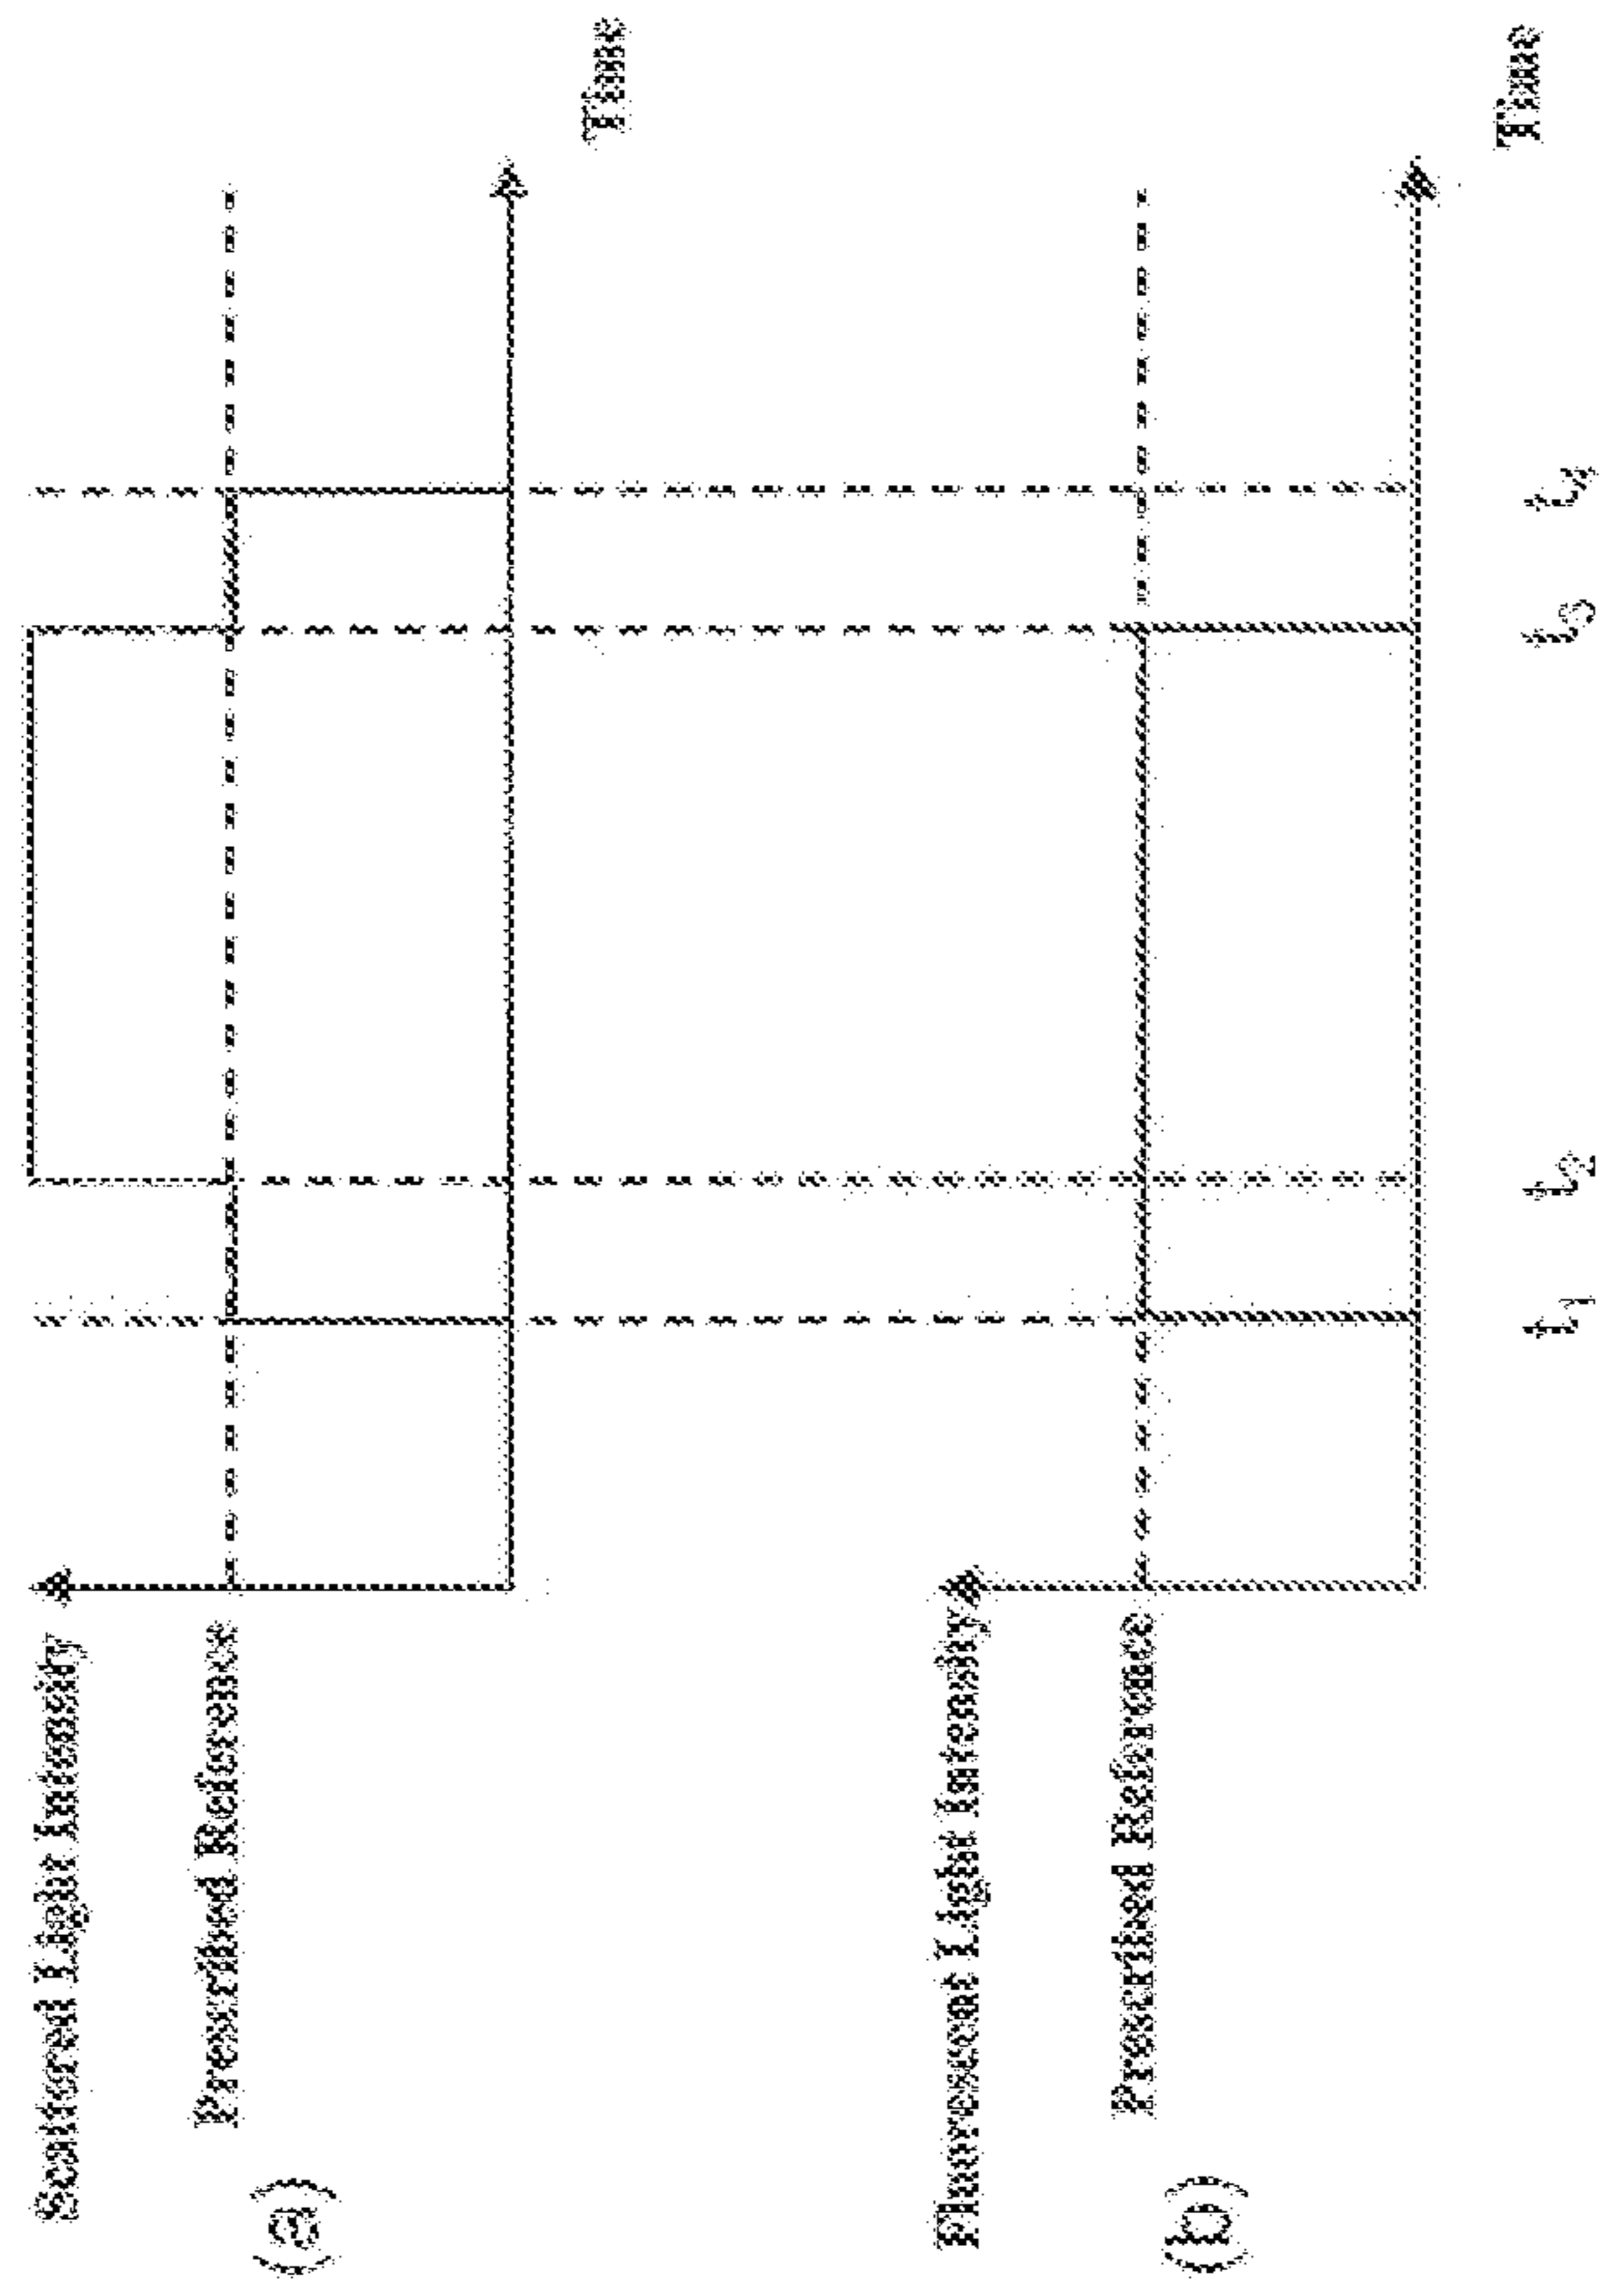 Scattered Light Intensity
Prescribed Reference
(a)
Time
Fluorescent Light Intensity
Prescribed Reference
(b)
Time
t1 t2 t3 t4